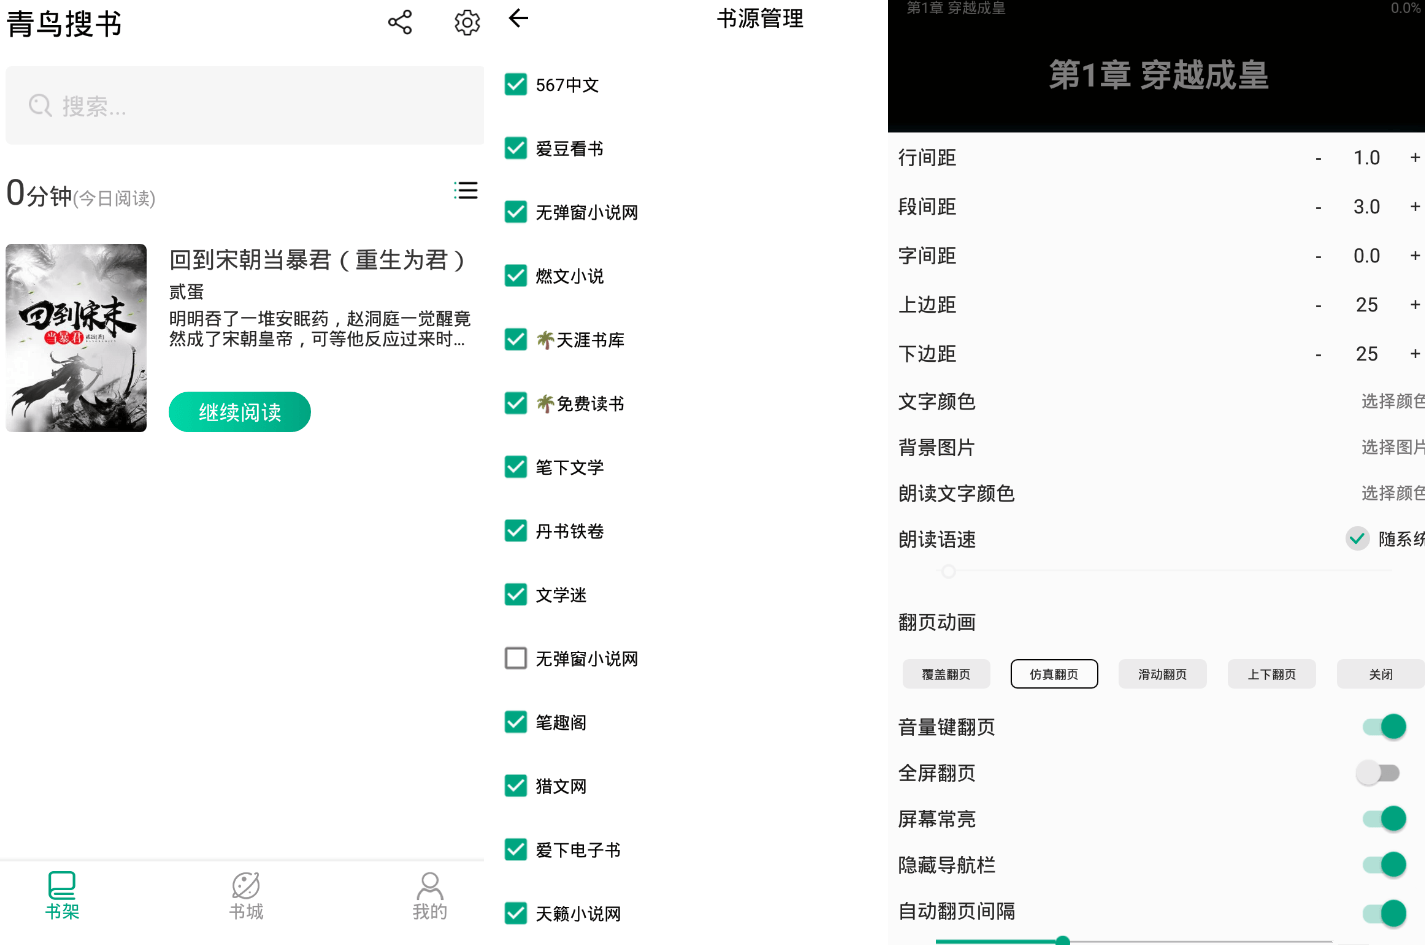 青鸟搜书
搜索...
0分钟(今日阅读)
回到宋末
当暴君
回到宋朝当暴君（重生为君）
贰蛋
明明吞了一堆安眠药，赵洞庭一觉醒竟
然成了宋朝皇帝，可等他反应过来时...
继续阅读
书架
书城
我的
书源管理
567中文
爱豆看书
无弹窗小说网
燃文小说
🌴天涯书库
🌴免费读书
笔下文学
丹书铁卷
文学迷
无弹窗小说网
笔趣阁
猎文网
爱下电子书
天籁小说网
第1章 穿越成皇 0.0%
第1章 穿越成皇
行间距 - 1.0 +
段间距 - 3.0 +
字间距 - 0.0 +
上边距 - 25 +
下边距 - 25 +
文字颜色 选择颜色
背景图片 选择图片
朗读文字颜色 选择颜色
朗读语速 随系统
翻页动画
覆盖翻页 仿真翻页 滑动翻页 上下翻页 关闭
音量键翻页
全屏翻页
屏幕常亮
隐藏导航栏
自动翻页间隔